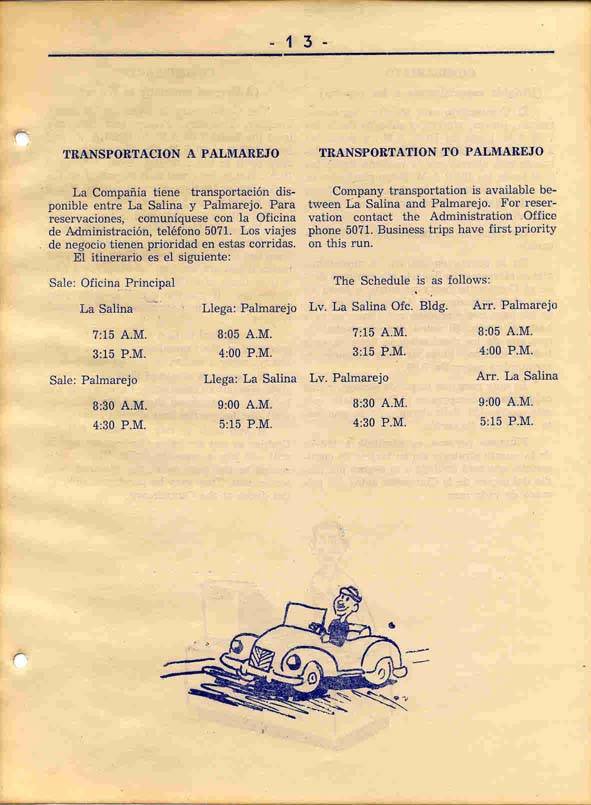 - 13 -
TRANSPORTACION A PALMAREJO
La Compañía tiene transportación dis-
ponible entre La Salina y Palmarejo. Para
reservaciones, comuníquese con la Oficina
de Administración, teléfono 5071. Los viajes
de negocio tienen prioridad en estas corridas.
El itinerario es el siguiente:
Sale: Oficina Principal
La Salina Llega: Palmarejo
7:15 A.M. 8:05 A.M.
3:15 P.M. 4:00 P.M.
Sale: Palmarejo Llega: La Salina
8:30 A.M. 9:00 A.M.
4:30 P.M. 5:15 P.M.
TRANSPORTATION TO PALMAREJO
Company transportation is available be-
tween La Salina and Palmarejo. For reser-
vation contact the Administration Office
phone 5071. Business trips have first priority
on this run.
The Schedule is as follows:
Lv. La Salina Ofc. Bldg. Arr. Palmarejo
7:15 A.M. 8:05 A.M.
3:15 P.M. 4:00 P.M.
Lv. Palmarejo Arr. La Salina
8:30 A.M. 9:00 A.M.
4:30 P.M. 5:15 P.M.